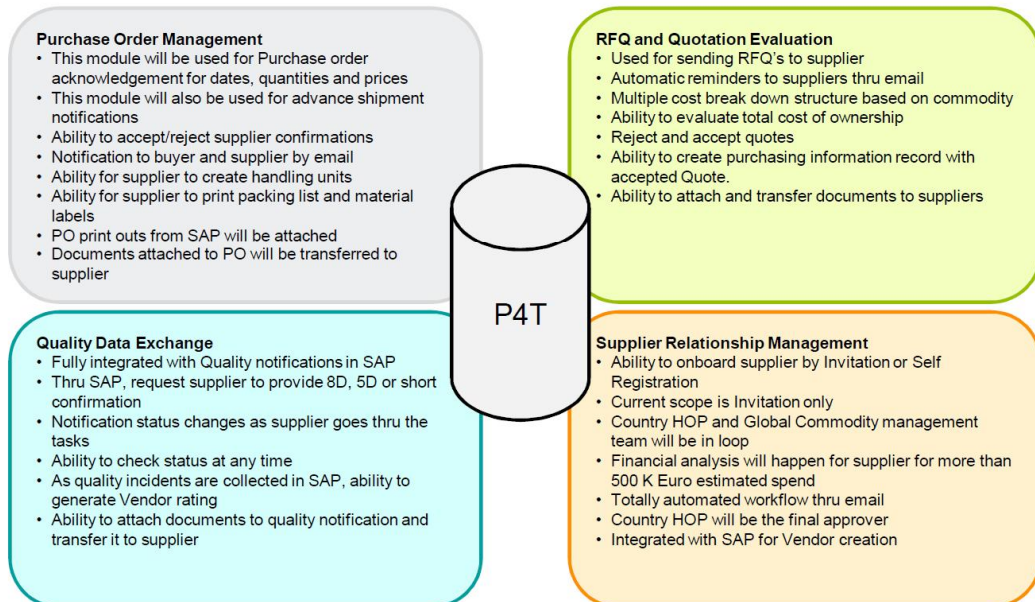 Purchase Order Management
• This module will be used for Purchase order
acknowledgement for dates, quantities and prices
• This module will also be used for advance shipment
notifications
• Ability to accept/reject supplier confirmations
• Notification to buyer and supplier by email
• Ability for supplier to create handling units
• Ability for supplier to print packing list and material
labels
• PO print outs from SAP will be attached
• Documents attached to PO will be transferred to
supplier
RFQ and Quotation Evaluation
• Used for sending RFQ's to supplier
• Automatic reminders to suppliers thru email
• Multiple cost break down structure based on commodity
• Ability to evaluate total cost of ownership
• Reject and accept quotes
• Ability to create purchasing information record with
accepted Quote.
• Ability to attach and transfer documents to suppliers
P4T
Quality Data Exchange
• Fully integrated with Quality notifications in SAP
• Thru SAP, request supplier to provide 8D, 5D or short
confirmation
• Notification status changes as supplier goes thru the
tasks
• Ability to check status at any time
• As quality incidents are collected in SAP, ability to
generate Vendor rating
• Ability to attach documents to quality notification and
transfer it to supplier
Supplier Relationship Management
• Ability to onboard supplier by Invitation or Self
Registration
• Current scope is Invitation only
• Country HOP and Global Commodity management
team will be in loop
• Financial analysis will happen for supplier for more than
500 K Euro estimated spend
• Totally automated workflow thru email
• Country HOP will be the final approver
• Integrated with SAP for Vendor creation